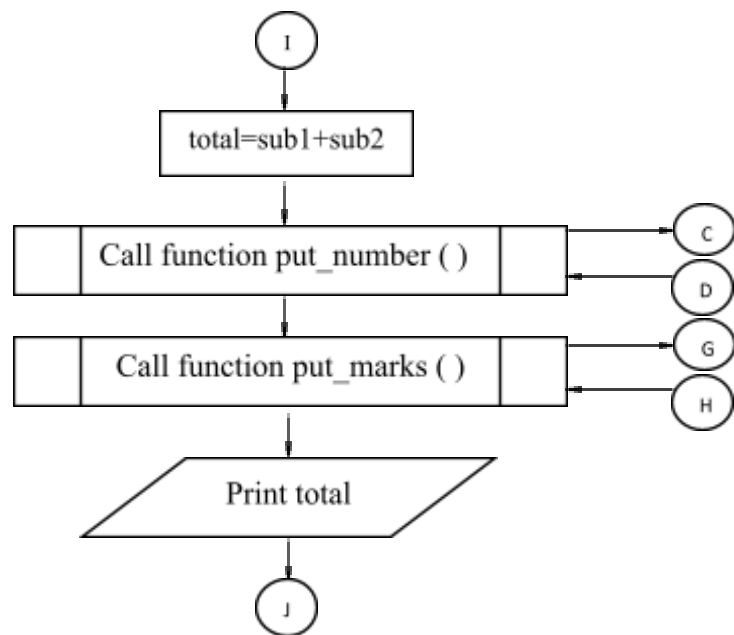 I
total=sub1+sub2
Call function put_number ( )
C
D
Call function put_marks ( )
G
H
Print total
J